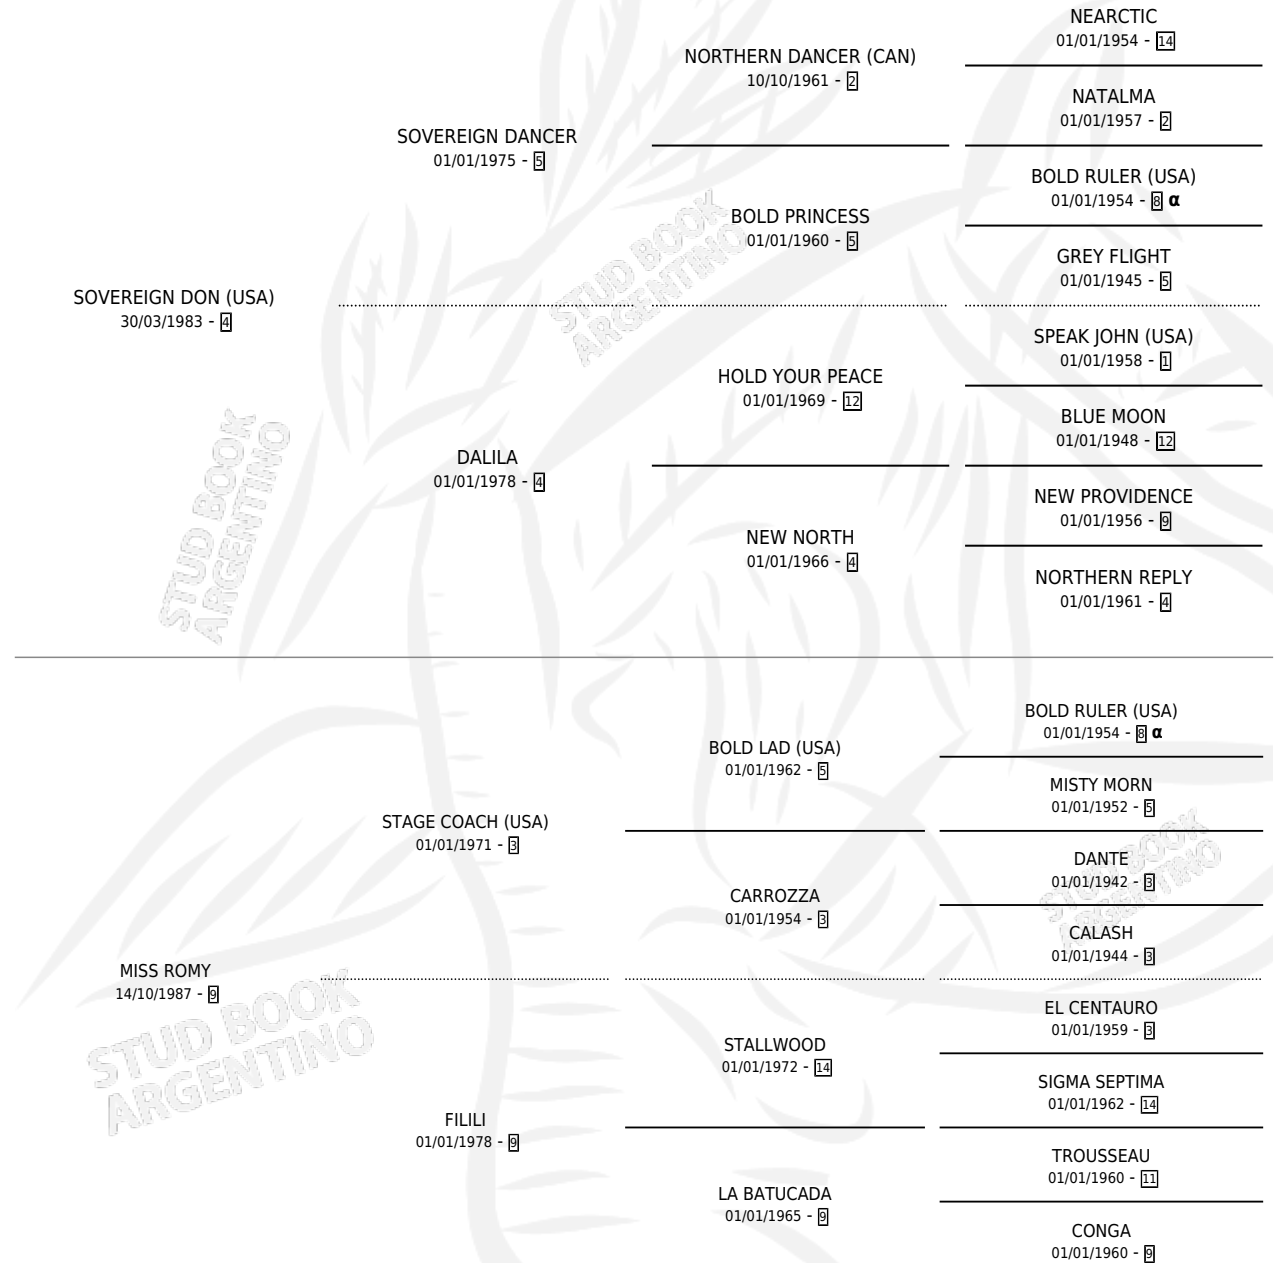 NEARCTIC
01/01/1954 - 14
NORTHERN DANCER (CAN)
10/10/1961 - 2
NATALMA
01/01/1957 - 2
SOVEREIGN DANCER
01/01/1975 - 5
BOLD RULER (USA)
01/01/1954 - 8 α
BOLD PRINCESS
01/01/1960 - 5
GREY FLIGHT
01/01/1945 - 5
STUD BOOK
ARGENTINO
SOVEREIGN DON (USA)
30/03/1983 - 4
SPEAK JOHN (USA)
01/01/1958 - 1
HOLD YOUR PEACE
01/01/1969 - 12
BLUE MOON
01/01/1948 - 12
DALILA
01/01/1978 - 4
NEW PROVIDENCE
01/01/1956 - 9
NEW NORTH
01/01/1966 - 4
NORTHERN REPLY
01/01/1961 - 4
STUD BOOK
ARGENTINO
BOLD RULER (USA)
01/01/1954 - 8 α
BOLD LAD (USA)
01/01/1962 - 5
MISTY MORN
01/01/1952 - 5
STAGE COACH (USA)
01/01/1971 - 3
DANTE
01/01/1942 - 3
STUD BOOK
ARGENTINO
CARROZZA
01/01/1954 - 3
CALASH
01/01/1944 - 3
MISS ROMY
14/10/1987 - 9
STUD BOOK
ARGENTINO
EL CENTAURO
01/01/1959 - 3
STALLWOOD
01/01/1972 - 14
SIGMA SEPTIMA
01/01/1962 - 14
FILILI
01/01/1978 - 9
TROUSSEAU
01/01/1960 - 11
LA BATUCADA
01/01/1965 - 9
CONGA
01/01/1960 - 9